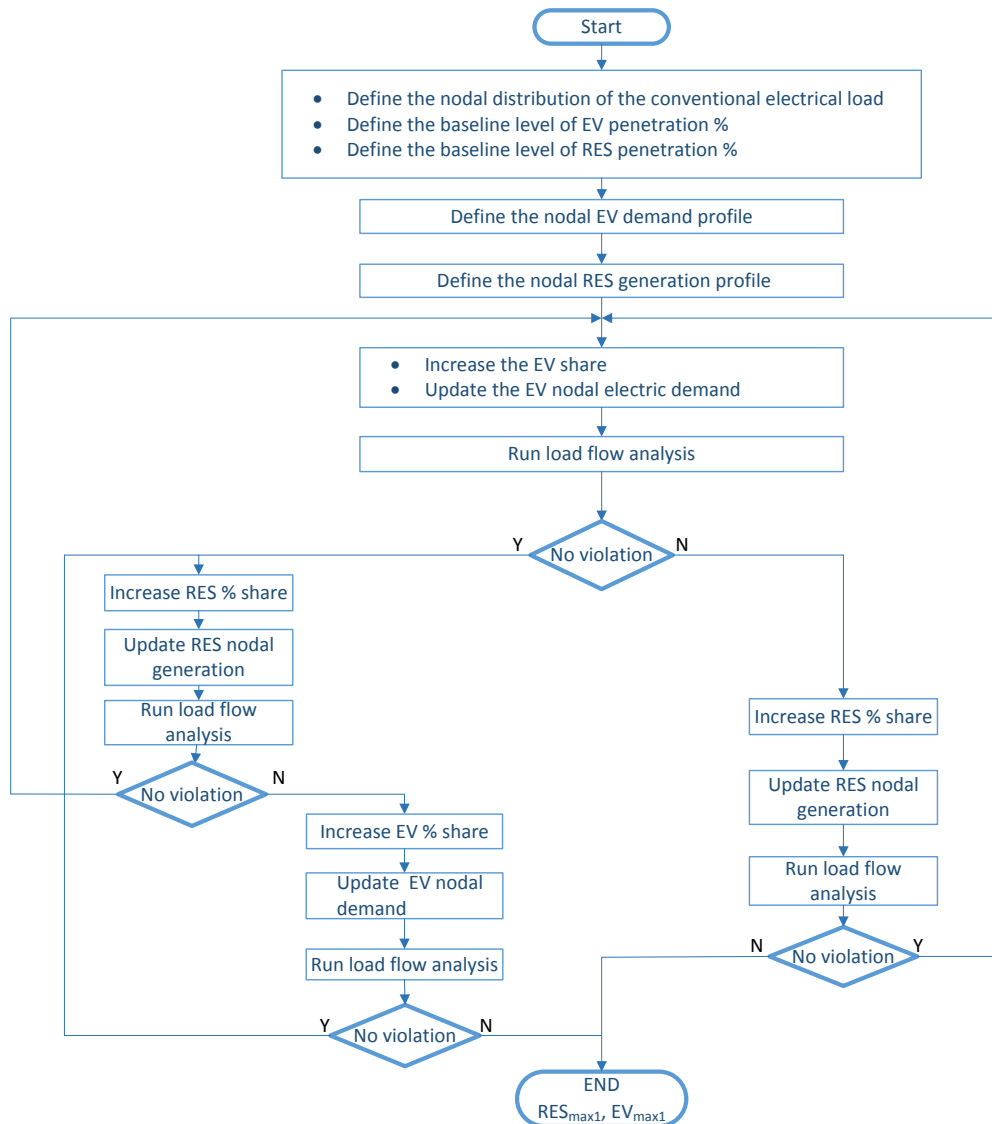 Start
• Define the nodal distribution of the conventional electrical load
• Define the baseline level of EV penetration %
• Define the baseline level of RES penetration %
Define the nodal EV demand profile
Define the nodal RES generation profile
• Increase the EV share
• Update the EV nodal electric demand
Run load flow analysis
Y
No violation
N
Increase RES % share
Update RES nodal
generation
Run load flow
analysis
Y
No violation
N
Increase EV % share
Update EV nodal
demand
Run load flow analysis
Y
No violation
N
Increase RES % share
Update RES nodal
generation
Run load flow
analysis
N
No violation
Y
END
RESmax1, EVmax1